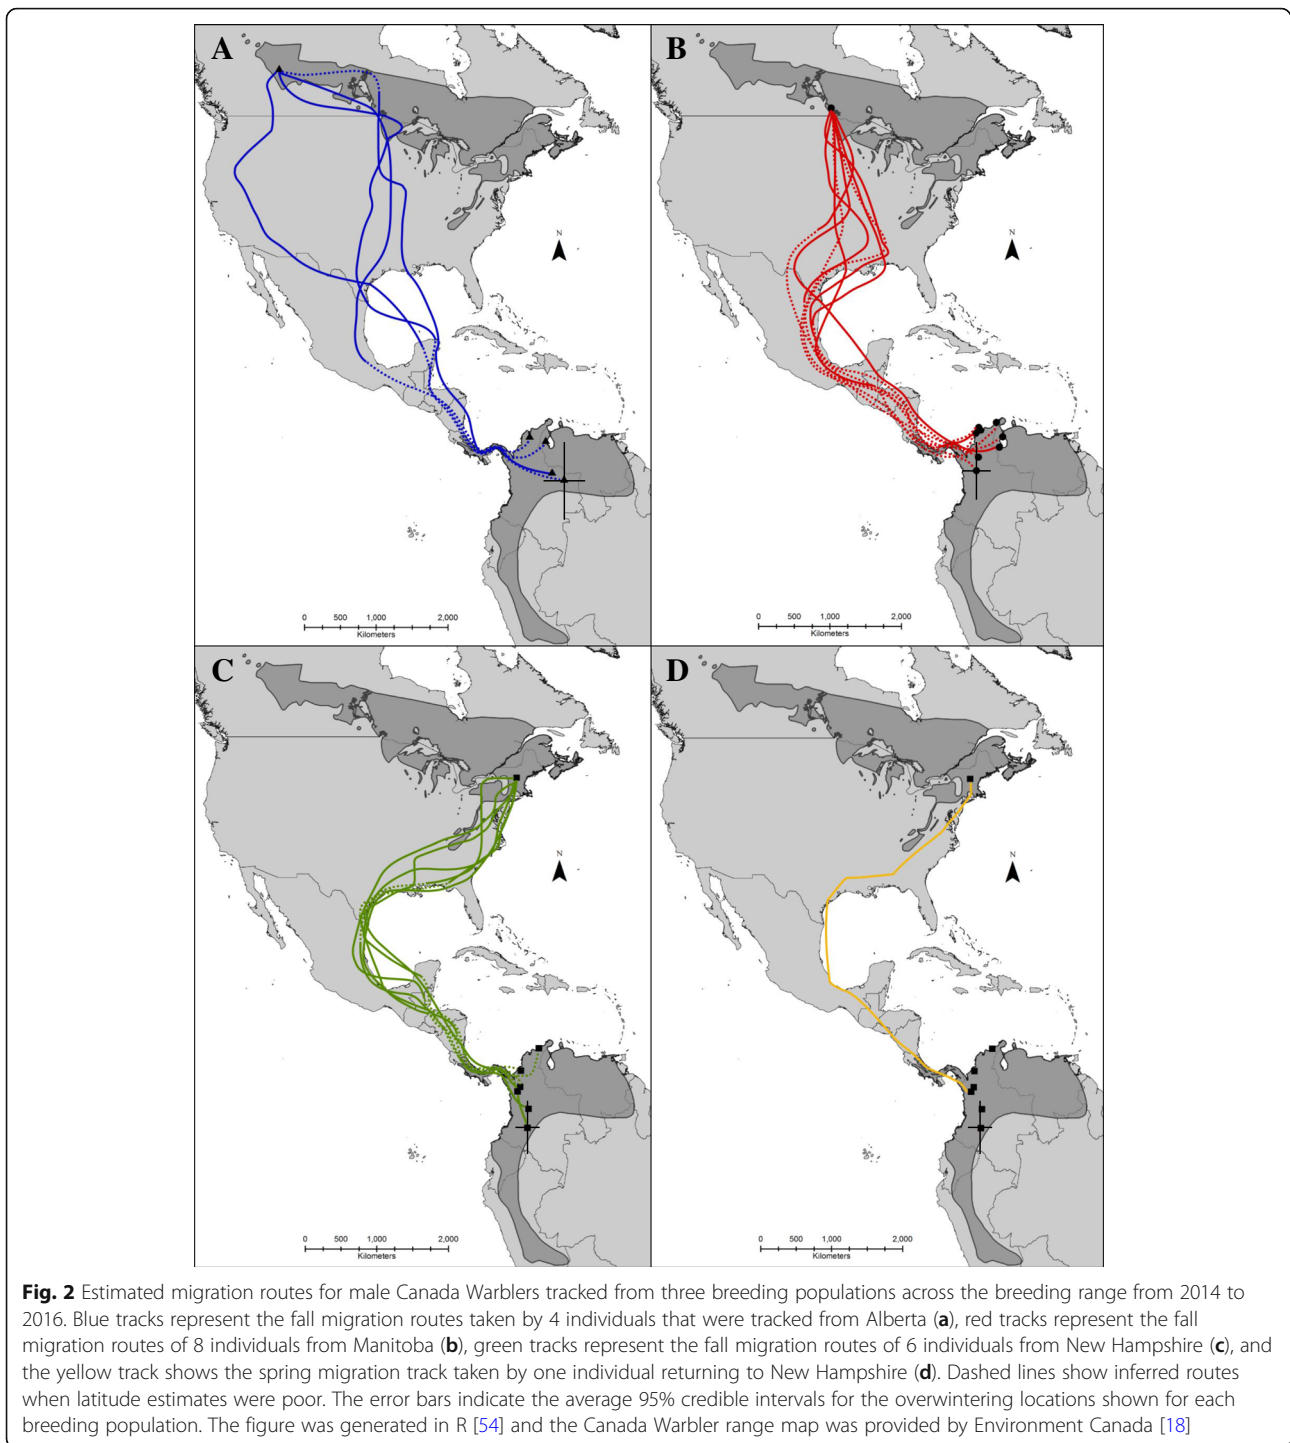 A
B
N
N
0 500 1,000 2,000
Kilometers
0 500 1,000 2,000
Kilometers
C
D
N
N
0 500 1,000 2,000
Kilometers
0 500 1,000 2,000
Kilometers
Fig. 2 Estimated migration routes for male Canada Warblers tracked from three breeding populations across the breeding range from 2014 to
2016. Blue tracks represent the fall migration routes taken by 4 individuals that were tracked from Alberta (a), red tracks represent the fall
migration routes of 8 individuals from Manitoba (b), green tracks represent the fall migration routes of 6 individuals from New Hampshire (c), and
the yellow track shows the spring migration track taken by one individual returning to New Hampshire (d). Dashed lines show inferred routes
when latitude estimates were poor. The error bars indicate the average 95% credible intervals for the overwintering locations shown for each
breeding population. The figure was generated in R [54] and the Canada Warbler range map was provided by Environment Canada [18]